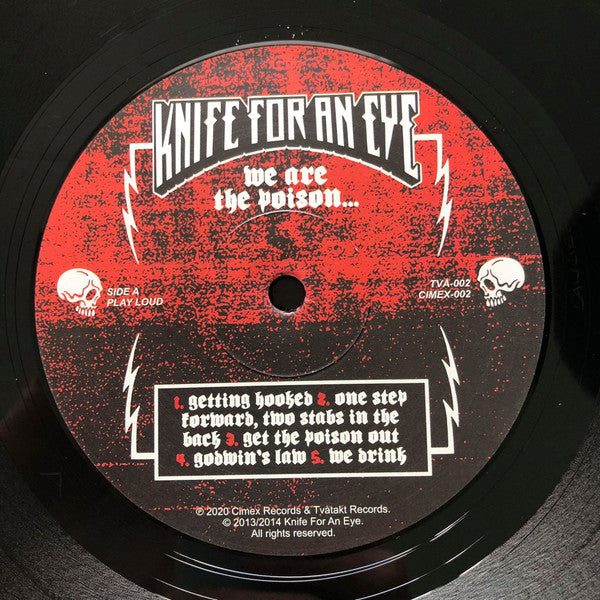 KNIFE FOR AN EYE
we are
the poison...
SIDE A
PLAY LOUD
TVÅ-002
CIMEX-002
1. getting hooked 2. one step
forward, two stabs in the
back 3. get the poison out
4. godwin's law 5. we drink
℗ 2020 Cimex Records & Tvåtakt Records.
© 2013/2014 Knife For An Eye.
All rights reserved.